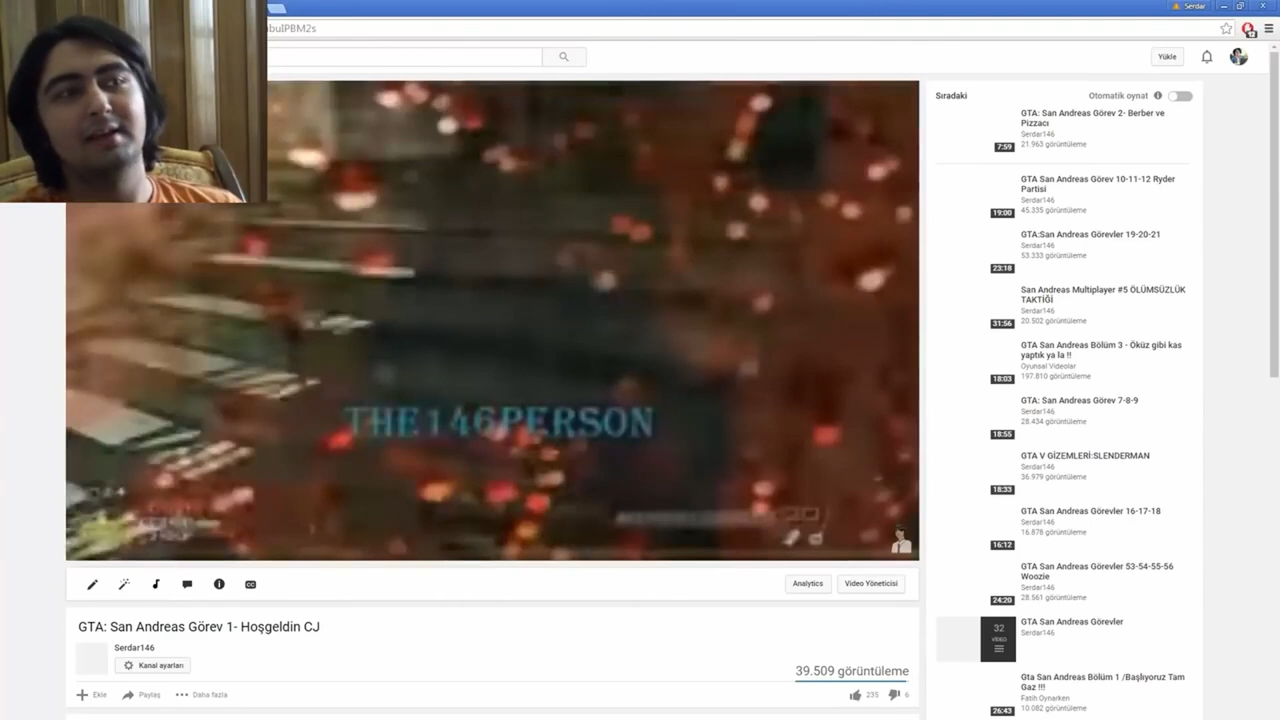 Serdar
buIPBM2s
Yükle
THE146PERSON
GTA: San Andreas Görev 1- Hoşgeldin CJ
Serdar146
Kanal ayarları
39.509 görüntüleme
Ekle
Paylaş
Daha fazla
235
6
Analytics
Video Yöneticisi
Sıradaki
Otomatik oynat
GTA: San Andreas Görev 2- Berber ve
Pizzacı
Serdar146
21.963 görüntüleme
7:59
GTA San Andreas Görev 10-11-12 Ryder
Partisi
Serdar146
45.335 görüntüleme
19:00
GTA:San Andreas Görevler 19-20-21
Serdar146
53.333 görüntüleme
23:18
San Andreas Multiplayer #5 ÖLÜMSÜZLÜK
TAKTİĞİ
Serdar146
20.502 görüntüleme
31:56
GTA San Andreas Bölüm 3 - Öküz gibi kas
yaptık ya la !!
Oyunsal Videolar
197.810 görüntüleme
18:03
GTA: San Andreas Görev 7-8-9
Serdar146
28.434 görüntüleme
18:55
GTA V GİZEMLERİ:SLENDERMAN
Serdar146
36.979 görüntüleme
18:33
GTA San Andreas Görevler 16-17-18
Serdar146
16.878 görüntüleme
16:12
GTA San Andreas Görevler 53-54-55-56
Woozie
Serdar146
28.561 görüntüleme
24:20
GTA San Andreas Görevler
Serdar146
32
VİDEO
Gta San Andreas Bölüm 1 /Başlıyoruz Tam
Gaz !!!
Fatih Oynarken
10.082 görüntüleme
26:43